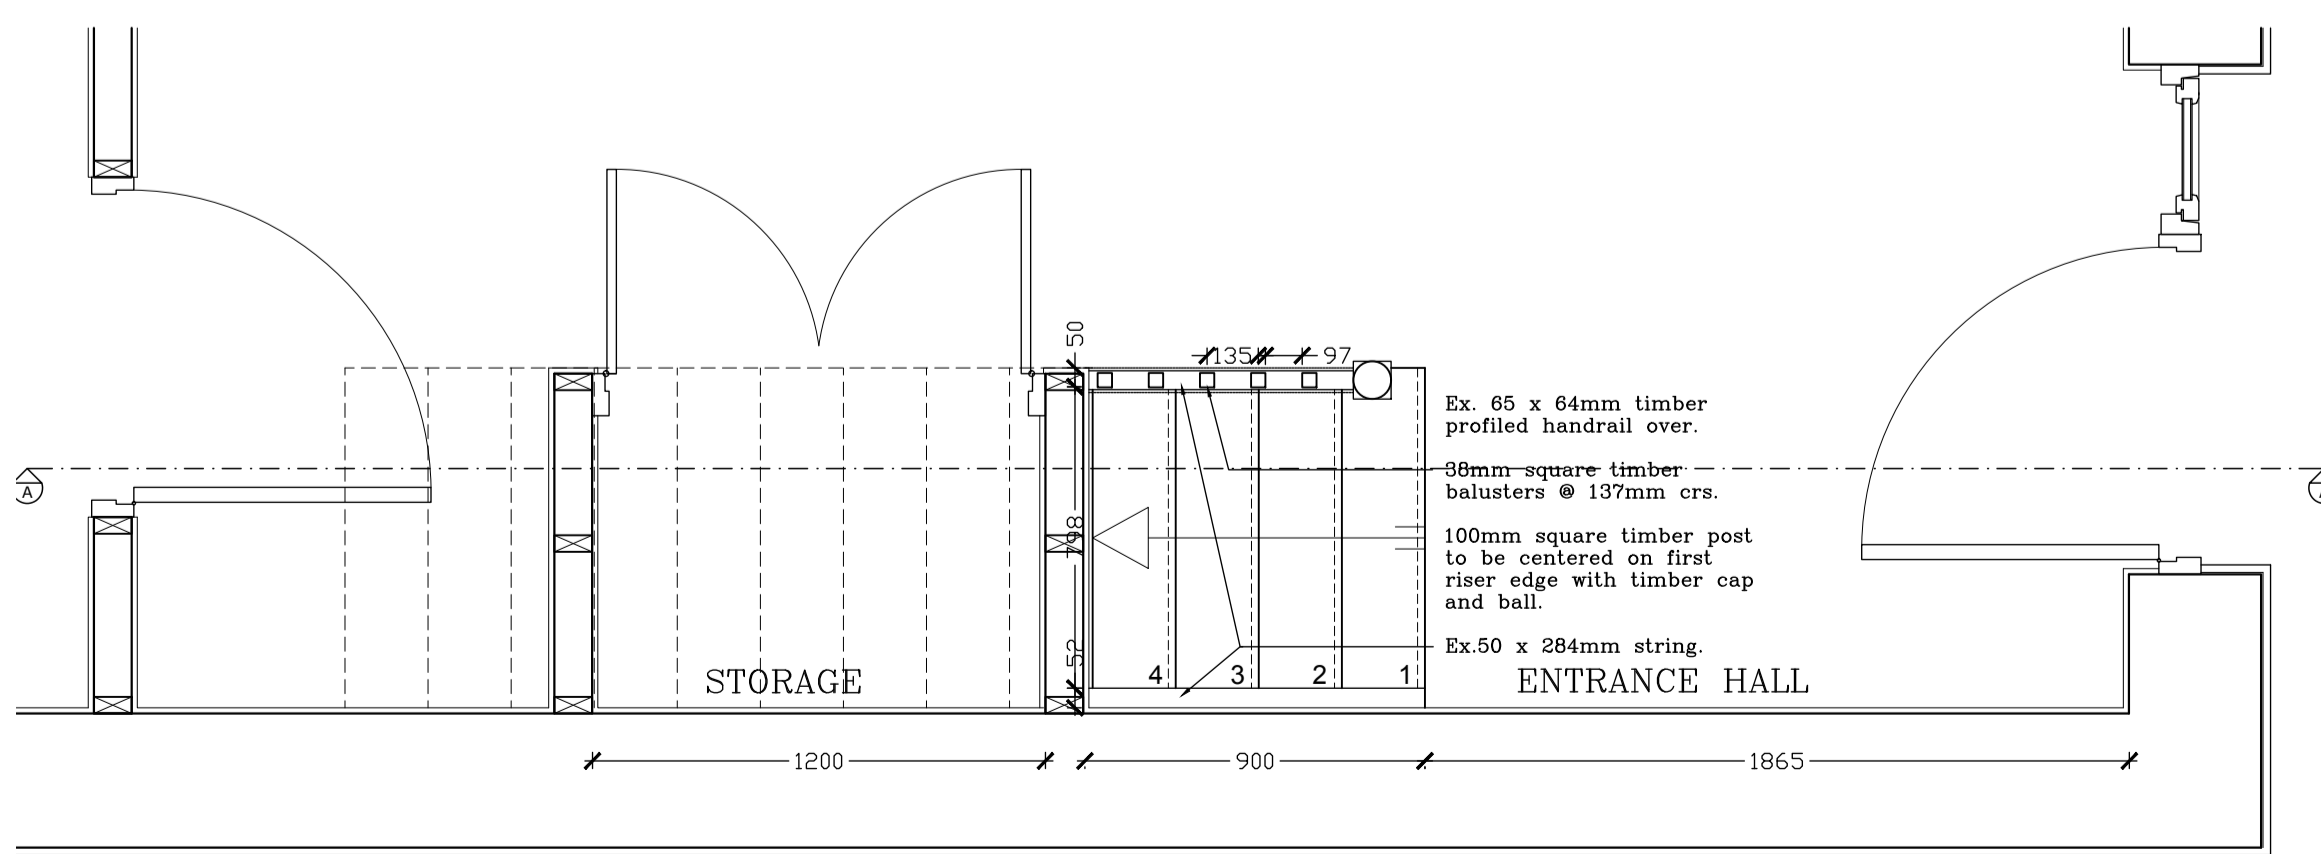 50
135
97
Ex. 65 x 64mm timber
profiled handrail over.
38mm square timber
balusters @ 137mm crs.
100mm square timber post
to be centered on first
riser edge with timber cap
and ball.
Ex.50 x 284mm string.
A
798
52
4
3
2
1
STORAGE
ENTRANCE HALL
1200
900
1865